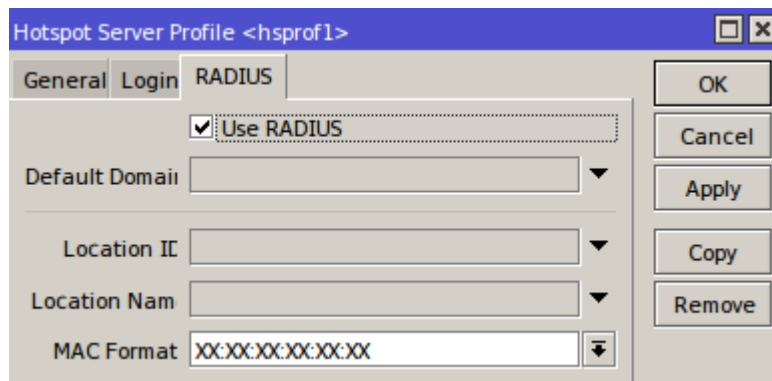 Hotspot Server Profile <hsprof1>
General Login RADIUS
OK
Use RADIUS
Cancel
Default Domain
Apply
Location ID
Copy
Location Nam
Remove
MAC Format XX:XX:XX:XX:XX:XX